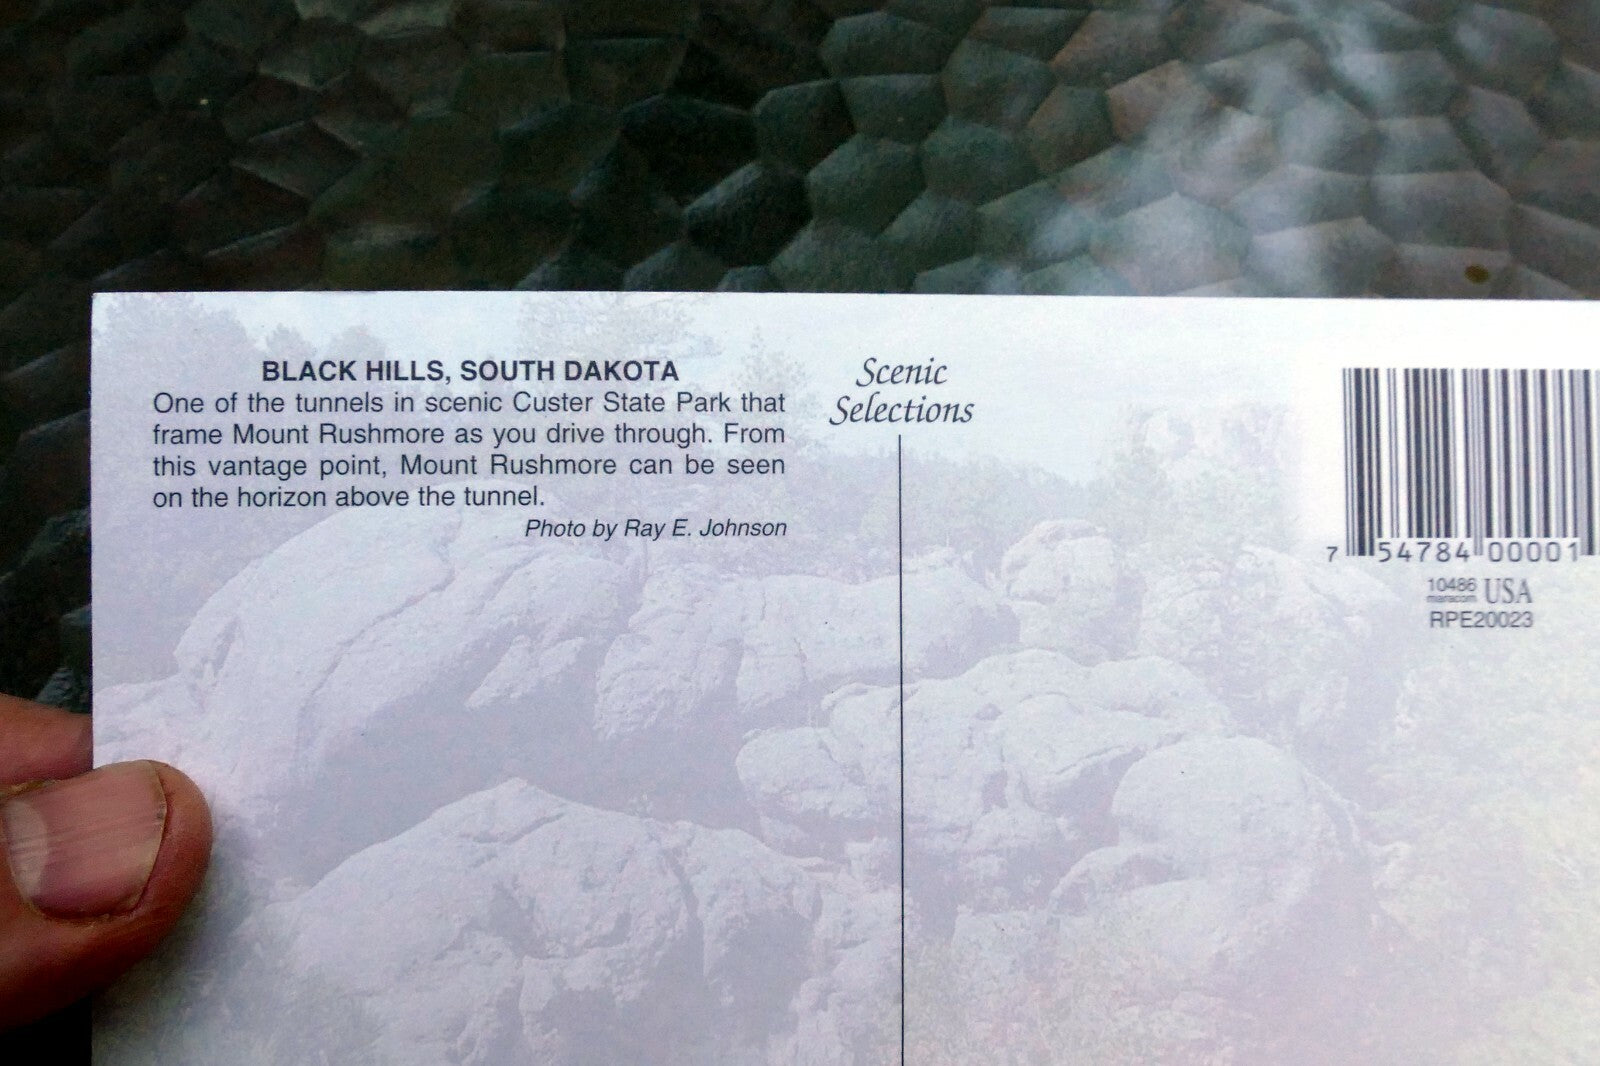 BLACK HILLS, SOUTH DAKOTA
One of the tunnels in scenic Custer State Park that
frame Mount Rushmore as you drive through. From
this vantage point, Mount Rushmore can be seen
on the horizon above the tunnel.
Photo by Ray E. Johnson
Scenic
Selections
7 54784 00001
10486 USA
maracom
RPE20023